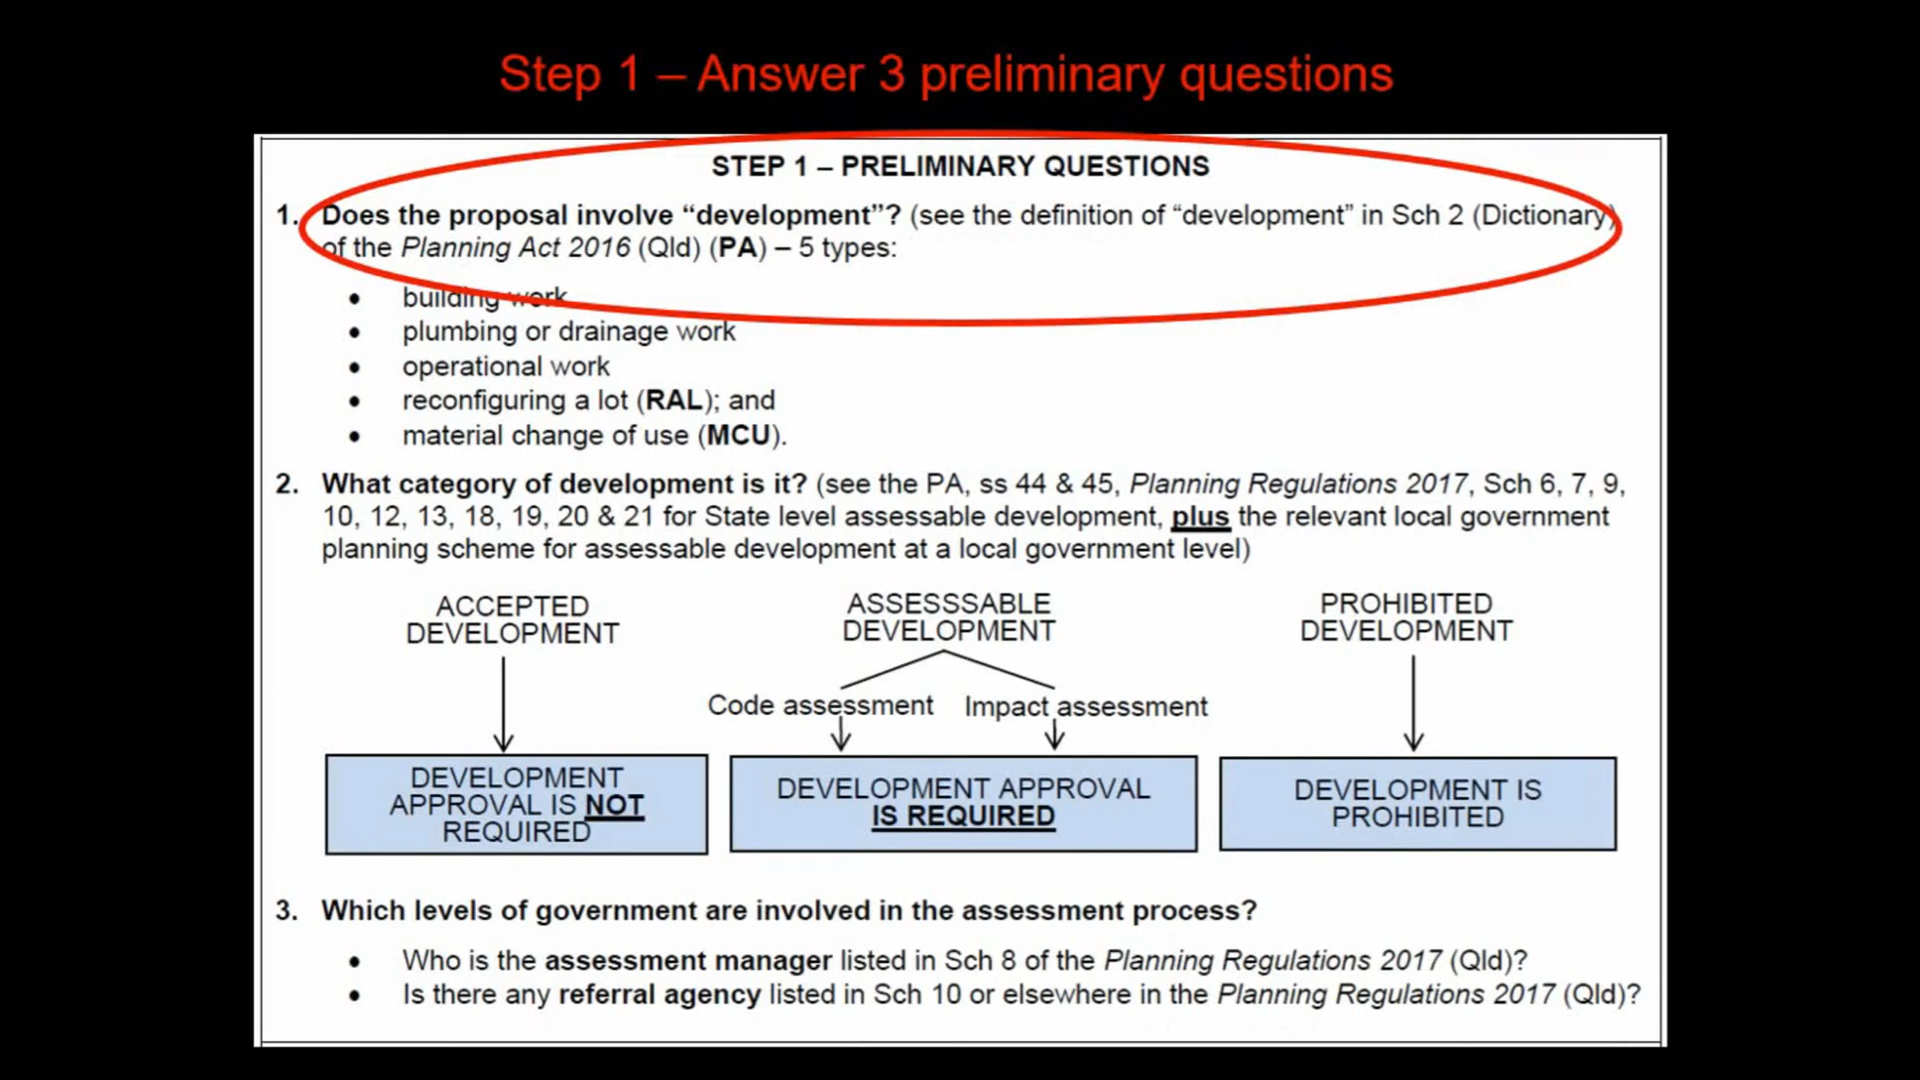 Step 1 – Answer 3 preliminary questions
STEP 1 – PRELIMINARY QUESTIONS
1. Does the proposal involve “development”? (see the definition of “development” in Sch 2 (Dictionary)
of the Planning Act 2016 (Qld) (PA) – 5 types:
• building work
• plumbing or drainage work
• operational work
• reconfiguring a lot (RAL); and
• material change of use (MCU).
2. What category of development is it? (see the PA, ss 44 & 45, Planning Regulations 2017, Sch 6, 7, 9,
10, 12, 13, 18, 19, 20 & 21 for State level assessable development, plus the relevant local government
planning scheme for assessable development at a local government level)
ACCEPTED
DEVELOPMENT
ASSESSSABLE
DEVELOPMENT
PROHIBITED
DEVELOPMENT
Code assessment
Impact assessment
DEVELOPMENT
APPROVAL IS NOT
REQUIRED
DEVELOPMENT APPROVAL
IS REQUIRED
DEVELOPMENT IS
PROHIBITED
3. Which levels of government are involved in the assessment process?
• Who is the assessment manager listed in Sch 8 of the Planning Regulations 2017 (Qld)?
• Is there any referral agency listed in Sch 10 or elsewhere in the Planning Regulations 2017 (Qld)?